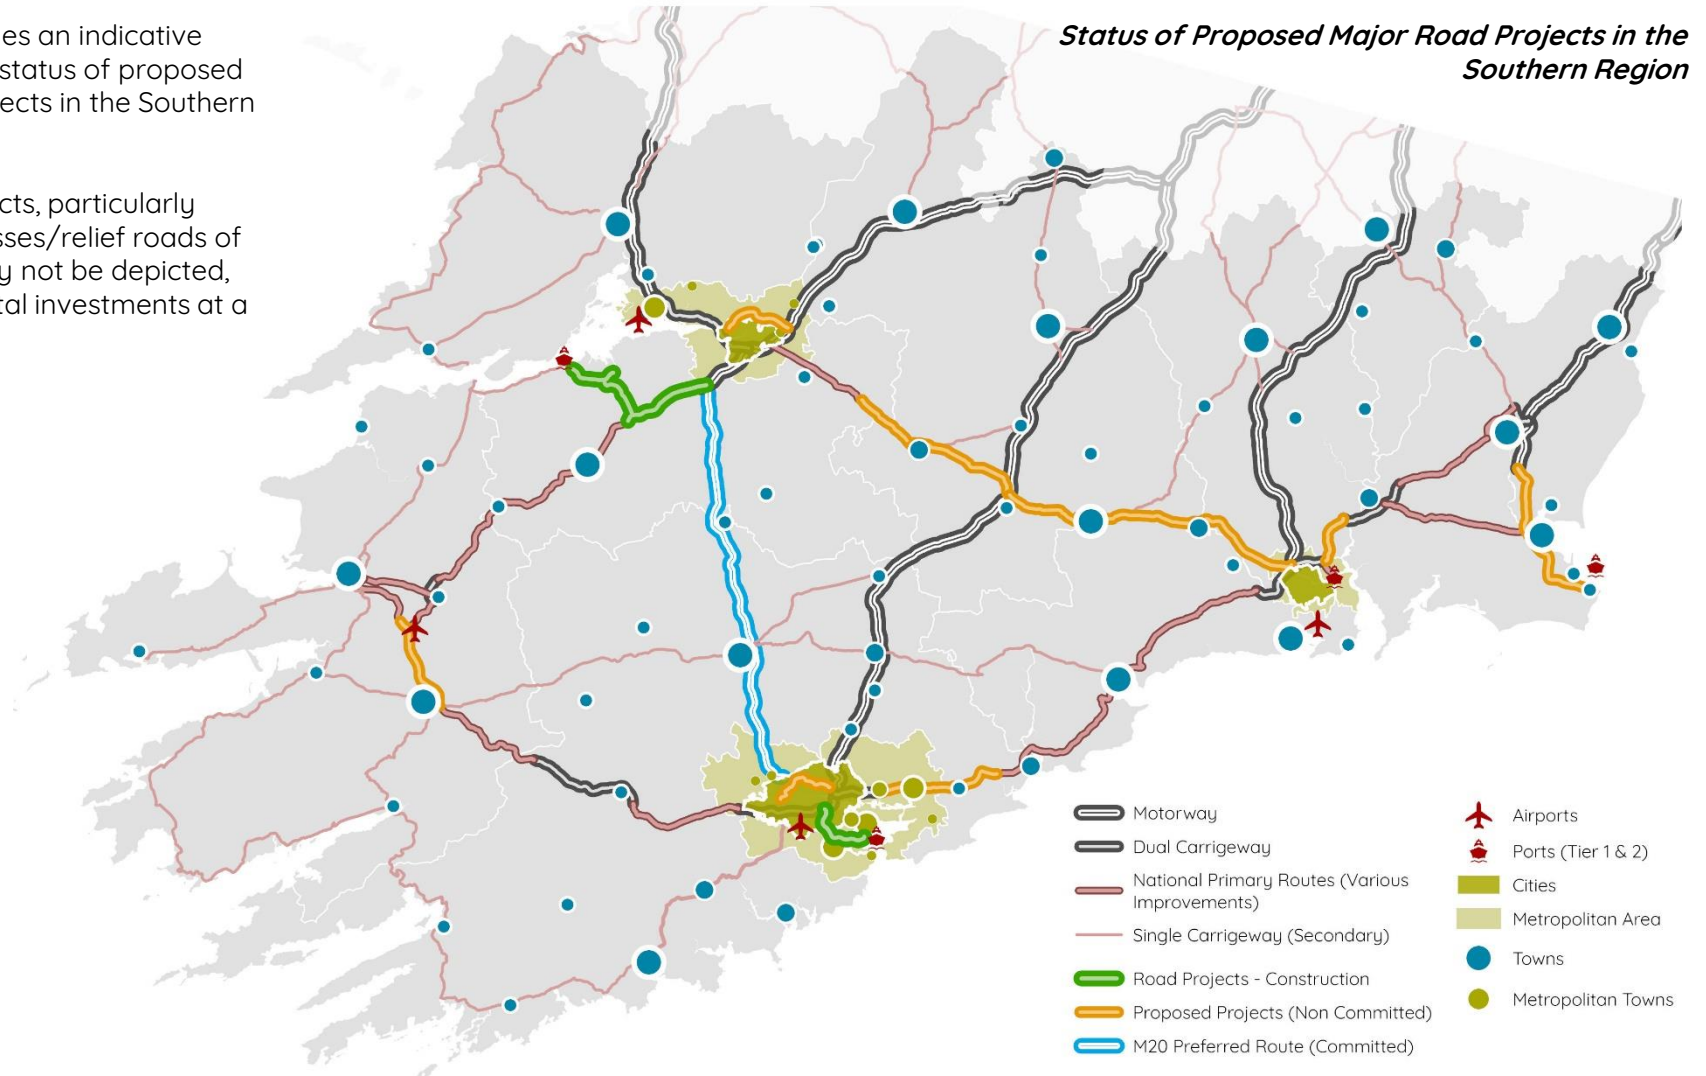 es an indicative
status of proposed
jects in the Southern
cts, particularly
sses/relief roads of
y not be depicted,
tal investments at a
Status of Proposed Major Road Projects in the
Southern Region
Motorway
Dual Carrigeway
National Primary Routes (Various
Improvements)
Single Carrigeway (Secondary)
Road Projects - Construction
Proposed Projects (Non Committed)
M20 Preferred Route (Committed)
Airports
Ports (Tier 1 & 2)
Cities
Metropolitan Area
Towns
Metropolitan Towns